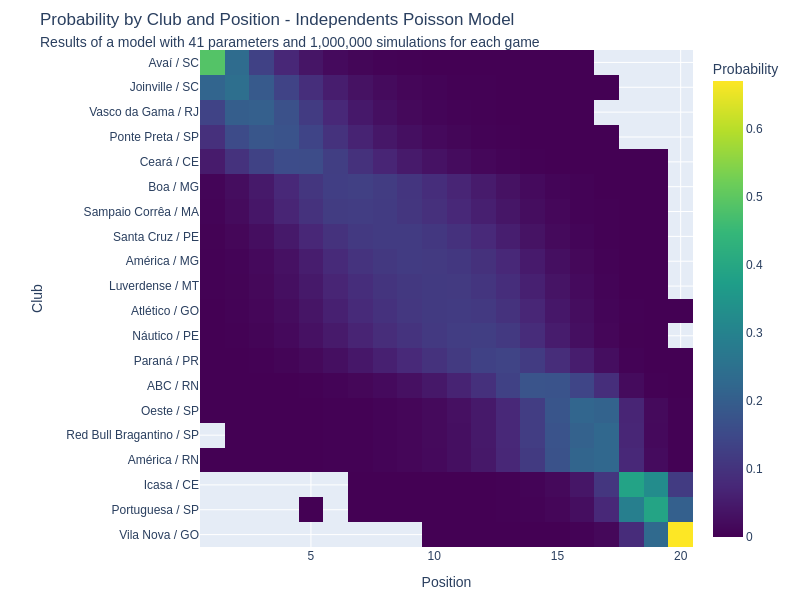 Probability by Club and Position - Independents Poisson Model
Results of a model with 41 parameters and 1,000,000 simulations for each game
Probability
Avaí / SC
Joinville / SC
Vasco da Gama / RJ
Ponte Preta / SP
Ceará / CE
Boa / MG
Sampaio Corrêa / MA
Santa Cruz / PE
América / MG
Luverdense / MT
Atlético / GO
Náutico / PE
Paraná / PR
ABC / RN
Oeste / SP
Red Bull Bragantino / SP
América / RN
Icasa / CE
Portuguesa / SP
Vila Nova / GO
Club
5
10
15
20
Position
0.6
0.5
0.4
0.3
0.2
0.1
0